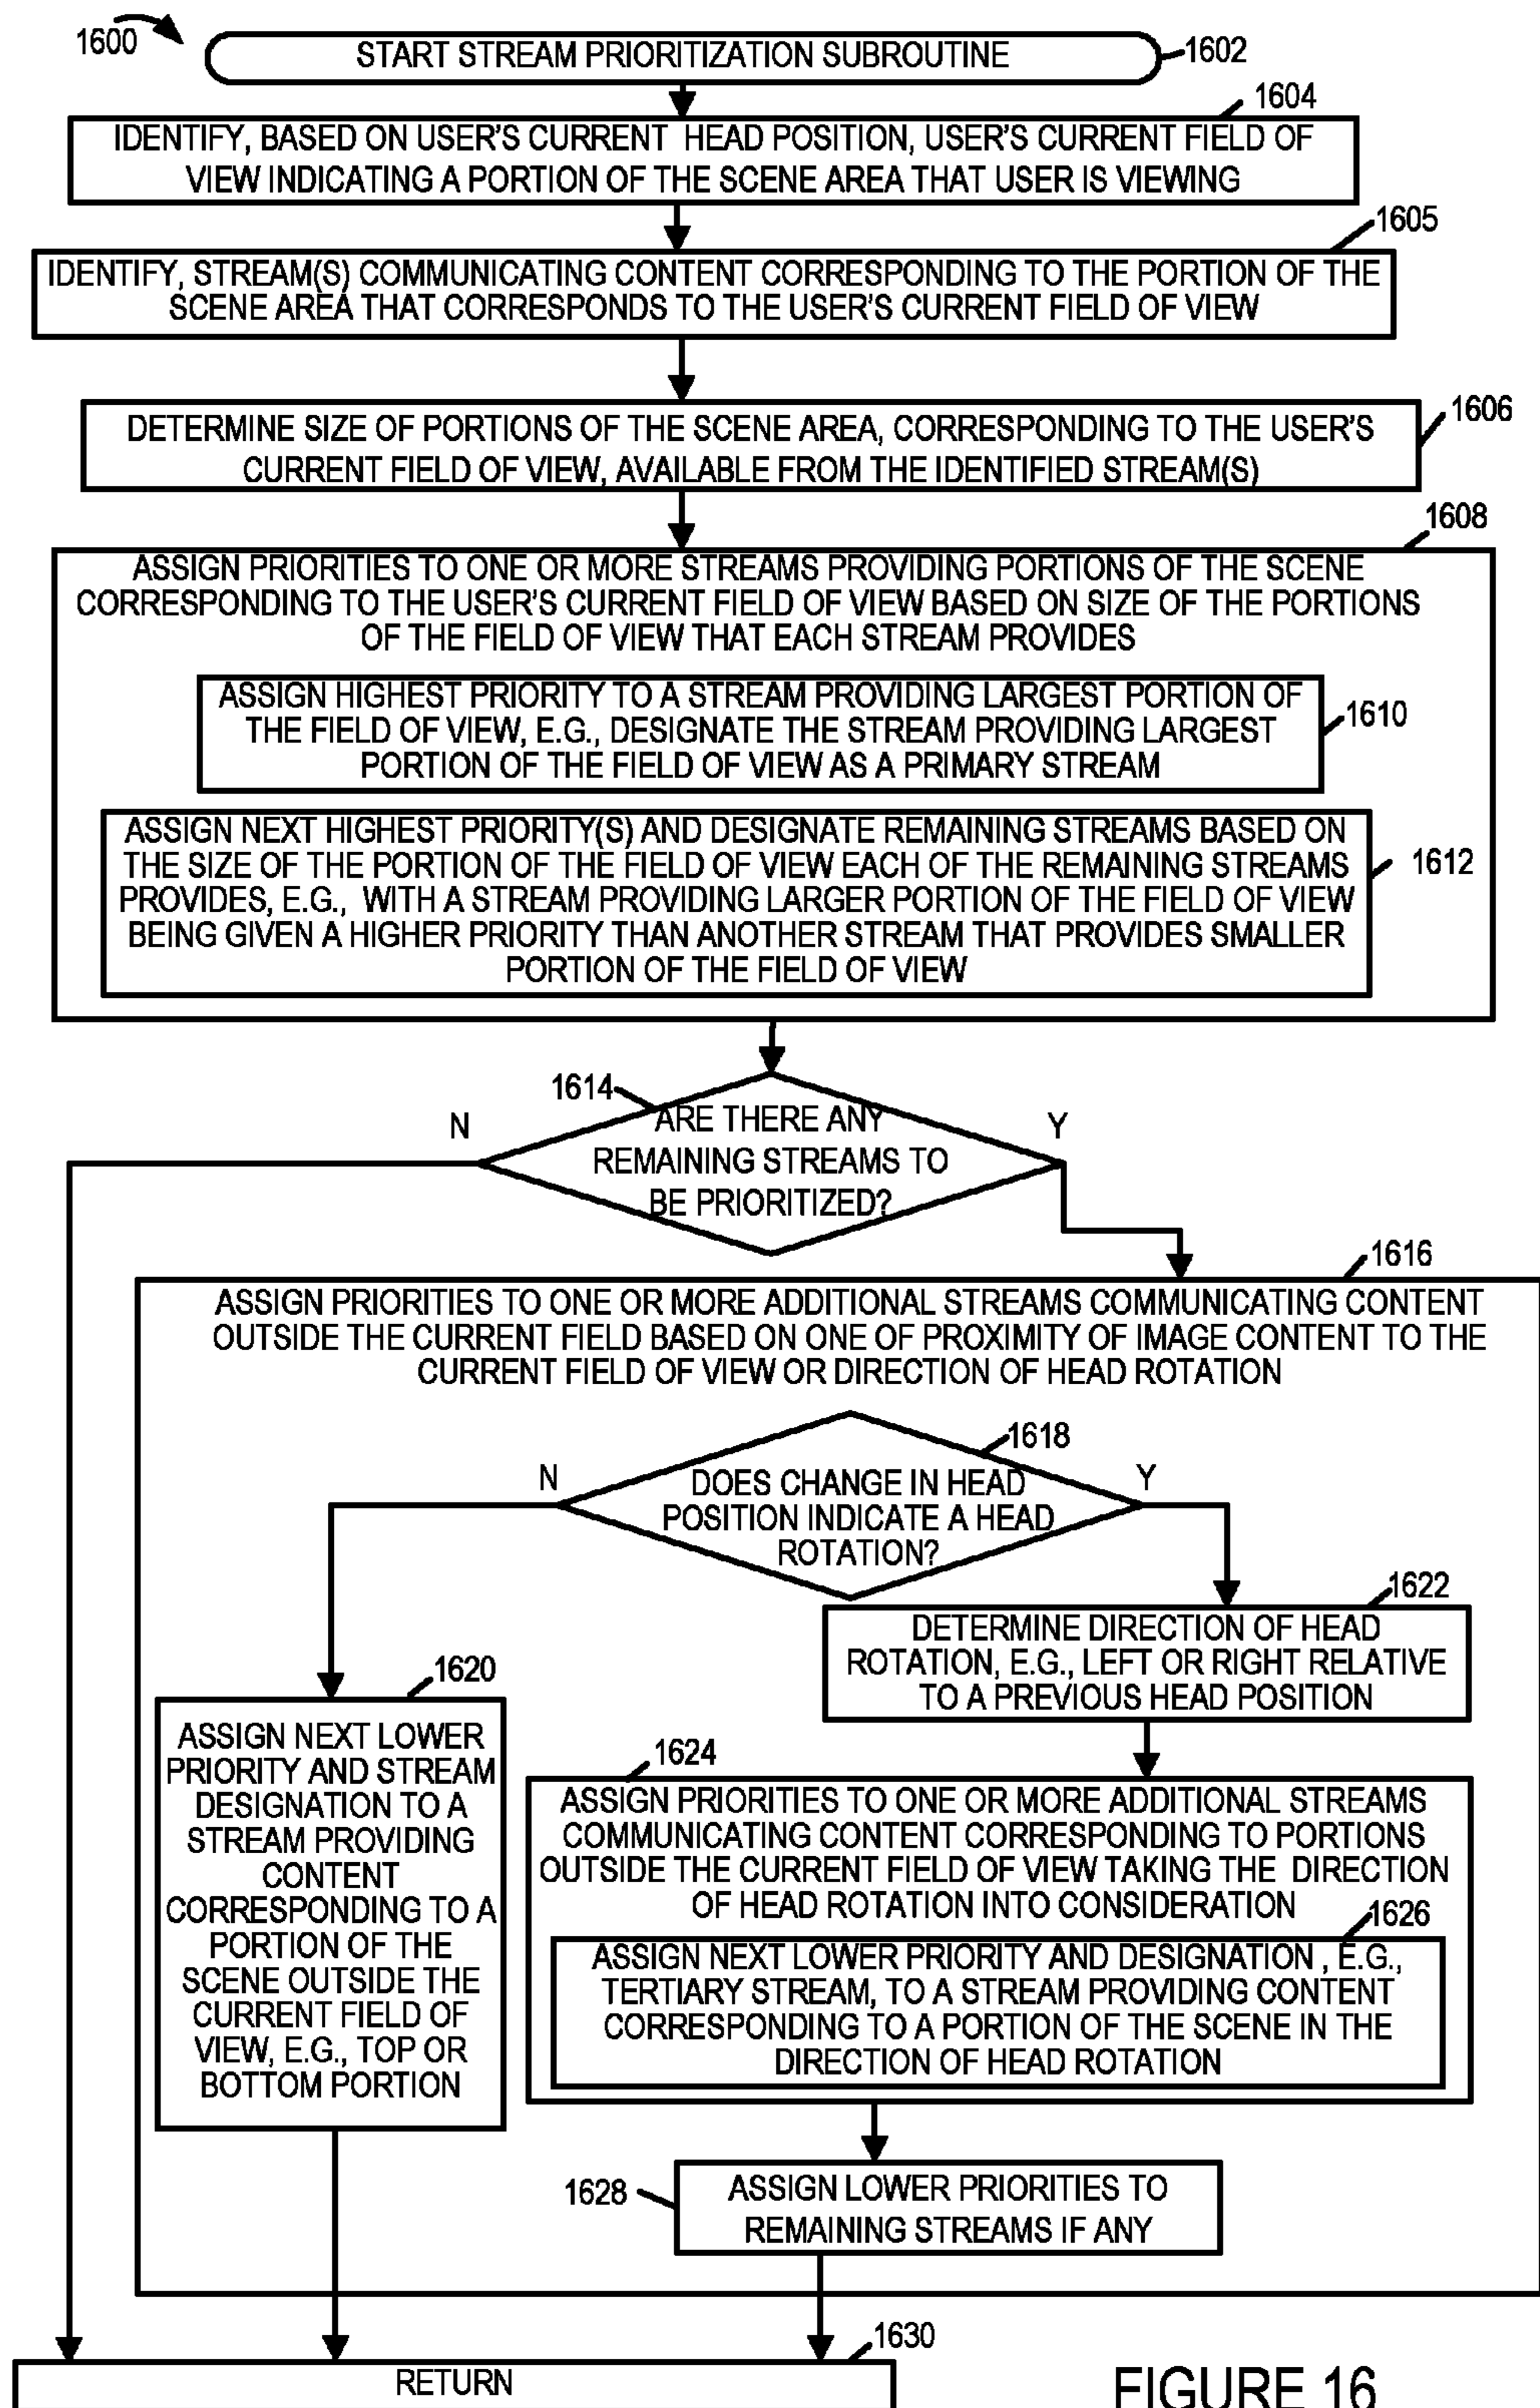 1600
START STREAM PRIORITIZATION SUBROUTINE
1602
1604
IDENTIFY, BASED ON USER'S CURRENT HEAD POSITION, USER'S CURRENT FIELD OF
VIEW INDICATING A PORTION OF THE SCENE AREA THAT USER IS VIEWING
1605
IDENTIFY, STREAM(S) COMMUNICATING CONTENT CORRESPONDING TO THE PORTION OF THE
SCENE AREA THAT CORRESPONDS TO THE USER'S CURRENT FIELD OF VIEW
1606
DETERMINE SIZE OF PORTIONS OF THE SCENE AREA, CORRESPONDING TO THE USER'S
CURRENT FIELD OF VIEW, AVAILABLE FROM THE IDENTIFIED STREAM(S)
1608
ASSIGN PRIORITIES TO ONE OR MORE STREAMS PROVIDING PORTIONS OF THE SCENE
CORRESPONDING TO THE USER'S CURRENT FIELD OF VIEW BASED ON SIZE OF THE PORTIONS
OF THE FIELD OF VIEW THAT EACH STREAM PROVIDES
ASSIGN HIGHEST PRIORITY TO A STREAM PROVIDING LARGEST PORTION OF
THE FIELD OF VIEW, E.G., DESIGNATE THE STREAM PROVIDING LARGEST
PORTION OF THE FIELD OF VIEW AS A PRIMARY STREAM
1610
ASSIGN NEXT HIGHEST PRIORITY(S) AND DESIGNATE REMAINING STREAMS BASED ON
THE SIZE OF THE PORTION OF THE FIELD OF VIEW EACH OF THE REMAINING STREAMS
PROVIDES, E.G., WITH A STREAM PROVIDING LARGER PORTION OF THE FIELD OF VIEW
BEING GIVEN A HIGHER PRIORITY THAN ANOTHER STREAM THAT PROVIDES SMALLER
PORTION OF THE FIELD OF VIEW
1612
1614
N
Y
ARE THERE ANY
REMAINING STREAMS TO
BE PRIORITIZED?
1616
ASSIGN PRIORITIES TO ONE OR MORE ADDITIONAL STREAMS COMMUNICATING CONTENT
OUTSIDE THE CURRENT FIELD BASED ON ONE OF PROXIMITY OF IMAGE CONTENT TO THE
CURRENT FIELD OF VIEW OR DIRECTION OF HEAD ROTATION
1618
N
Y
DOES CHANGE IN HEAD
POSITION INDICATE A HEAD
ROTATION?
1622
DETERMINE DIRECTION OF HEAD
ROTATION, E.G., LEFT OR RIGHT RELATIVE
TO A PREVIOUS HEAD POSITION
1620
ASSIGN NEXT LOWER
PRIORITY AND STREAM
DESIGNATION TO A
STREAM PROVIDING
CONTENT
CORRESPONDING TO A
PORTION OF THE
SCENE OUTSIDE THE
CURRENT FIELD OF
VIEW, E.G., TOP OR
BOTTOM PORTION
1624
ASSIGN PRIORITIES TO ONE OR MORE ADDITIONAL STREAMS
COMMUNICATING CONTENT CORRESPONDING TO PORTIONS
OUTSIDE THE CURRENT FIELD OF VIEW TAKING THE DIRECTION
OF HEAD ROTATION INTO CONSIDERATION
1626
ASSIGN NEXT LOWER PRIORITY AND DESIGNATION , E.G.,
TERTIARY STREAM, TO A STREAM PROVIDING CONTENT
CORRESPONDING TO A PORTION OF THE SCENE IN THE
DIRECTION OF HEAD ROTATION
1628
ASSIGN LOWER PRIORITIES TO
REMAINING STREAMS IF ANY
1630
RETURN
FIGURE 16